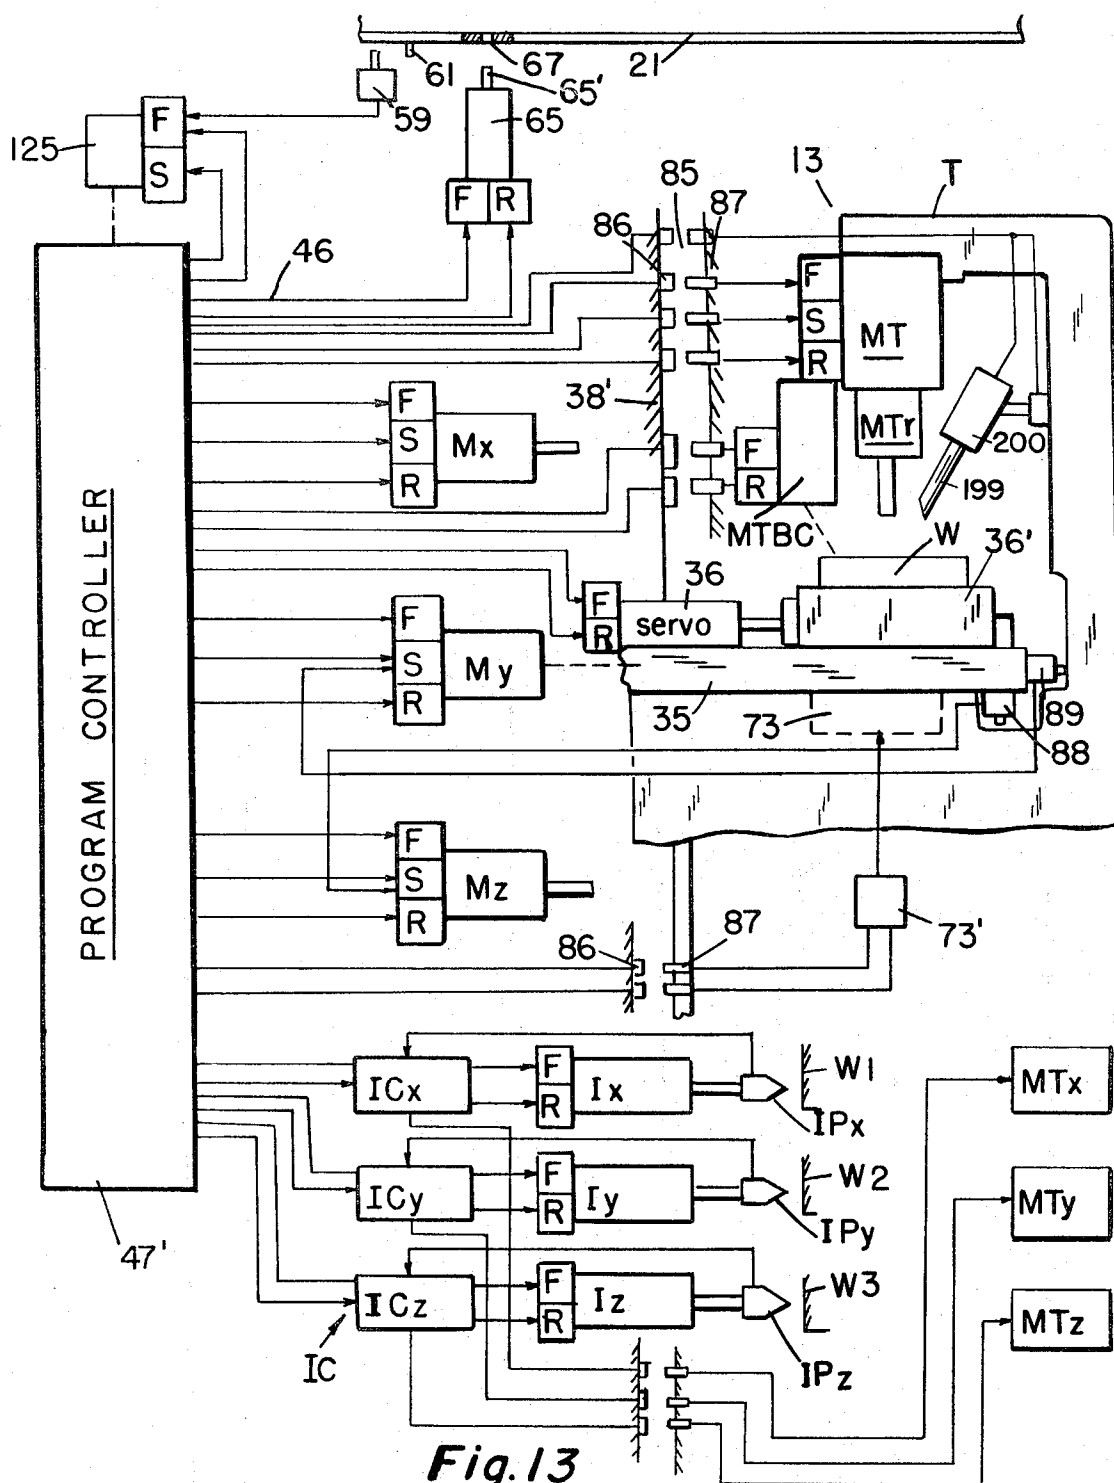 61
67
21
59
65'
65
F
S
125
F R
46
13
T
85
86
87
F
S
R
MT
38'
MTr
200
199
F
S
R
Mx
F
R
MTBC
W
36'
36
F
R
servo
PROGRAM CONTROLLER
F
S
R
My
35
73
89
88
F
S
R
Mz
73'
86
87
ICx
F
R
Ix
W1
IPx
MTx
ICy
F
R
Iy
W2
IPy
MTy
47'
ICz
F
R
Iz
W3
IPz
MTz
IC
Fig. 13